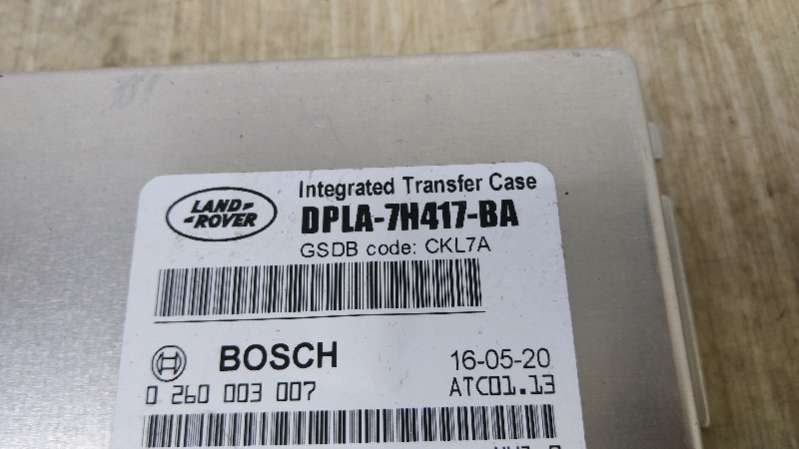 LAND
ROVER
Integrated Transfer Case
DPLA-7H417-BA
GSDB code: CKL7A
BOSCH
16-05-20
0 260 003 007
ATC01.13